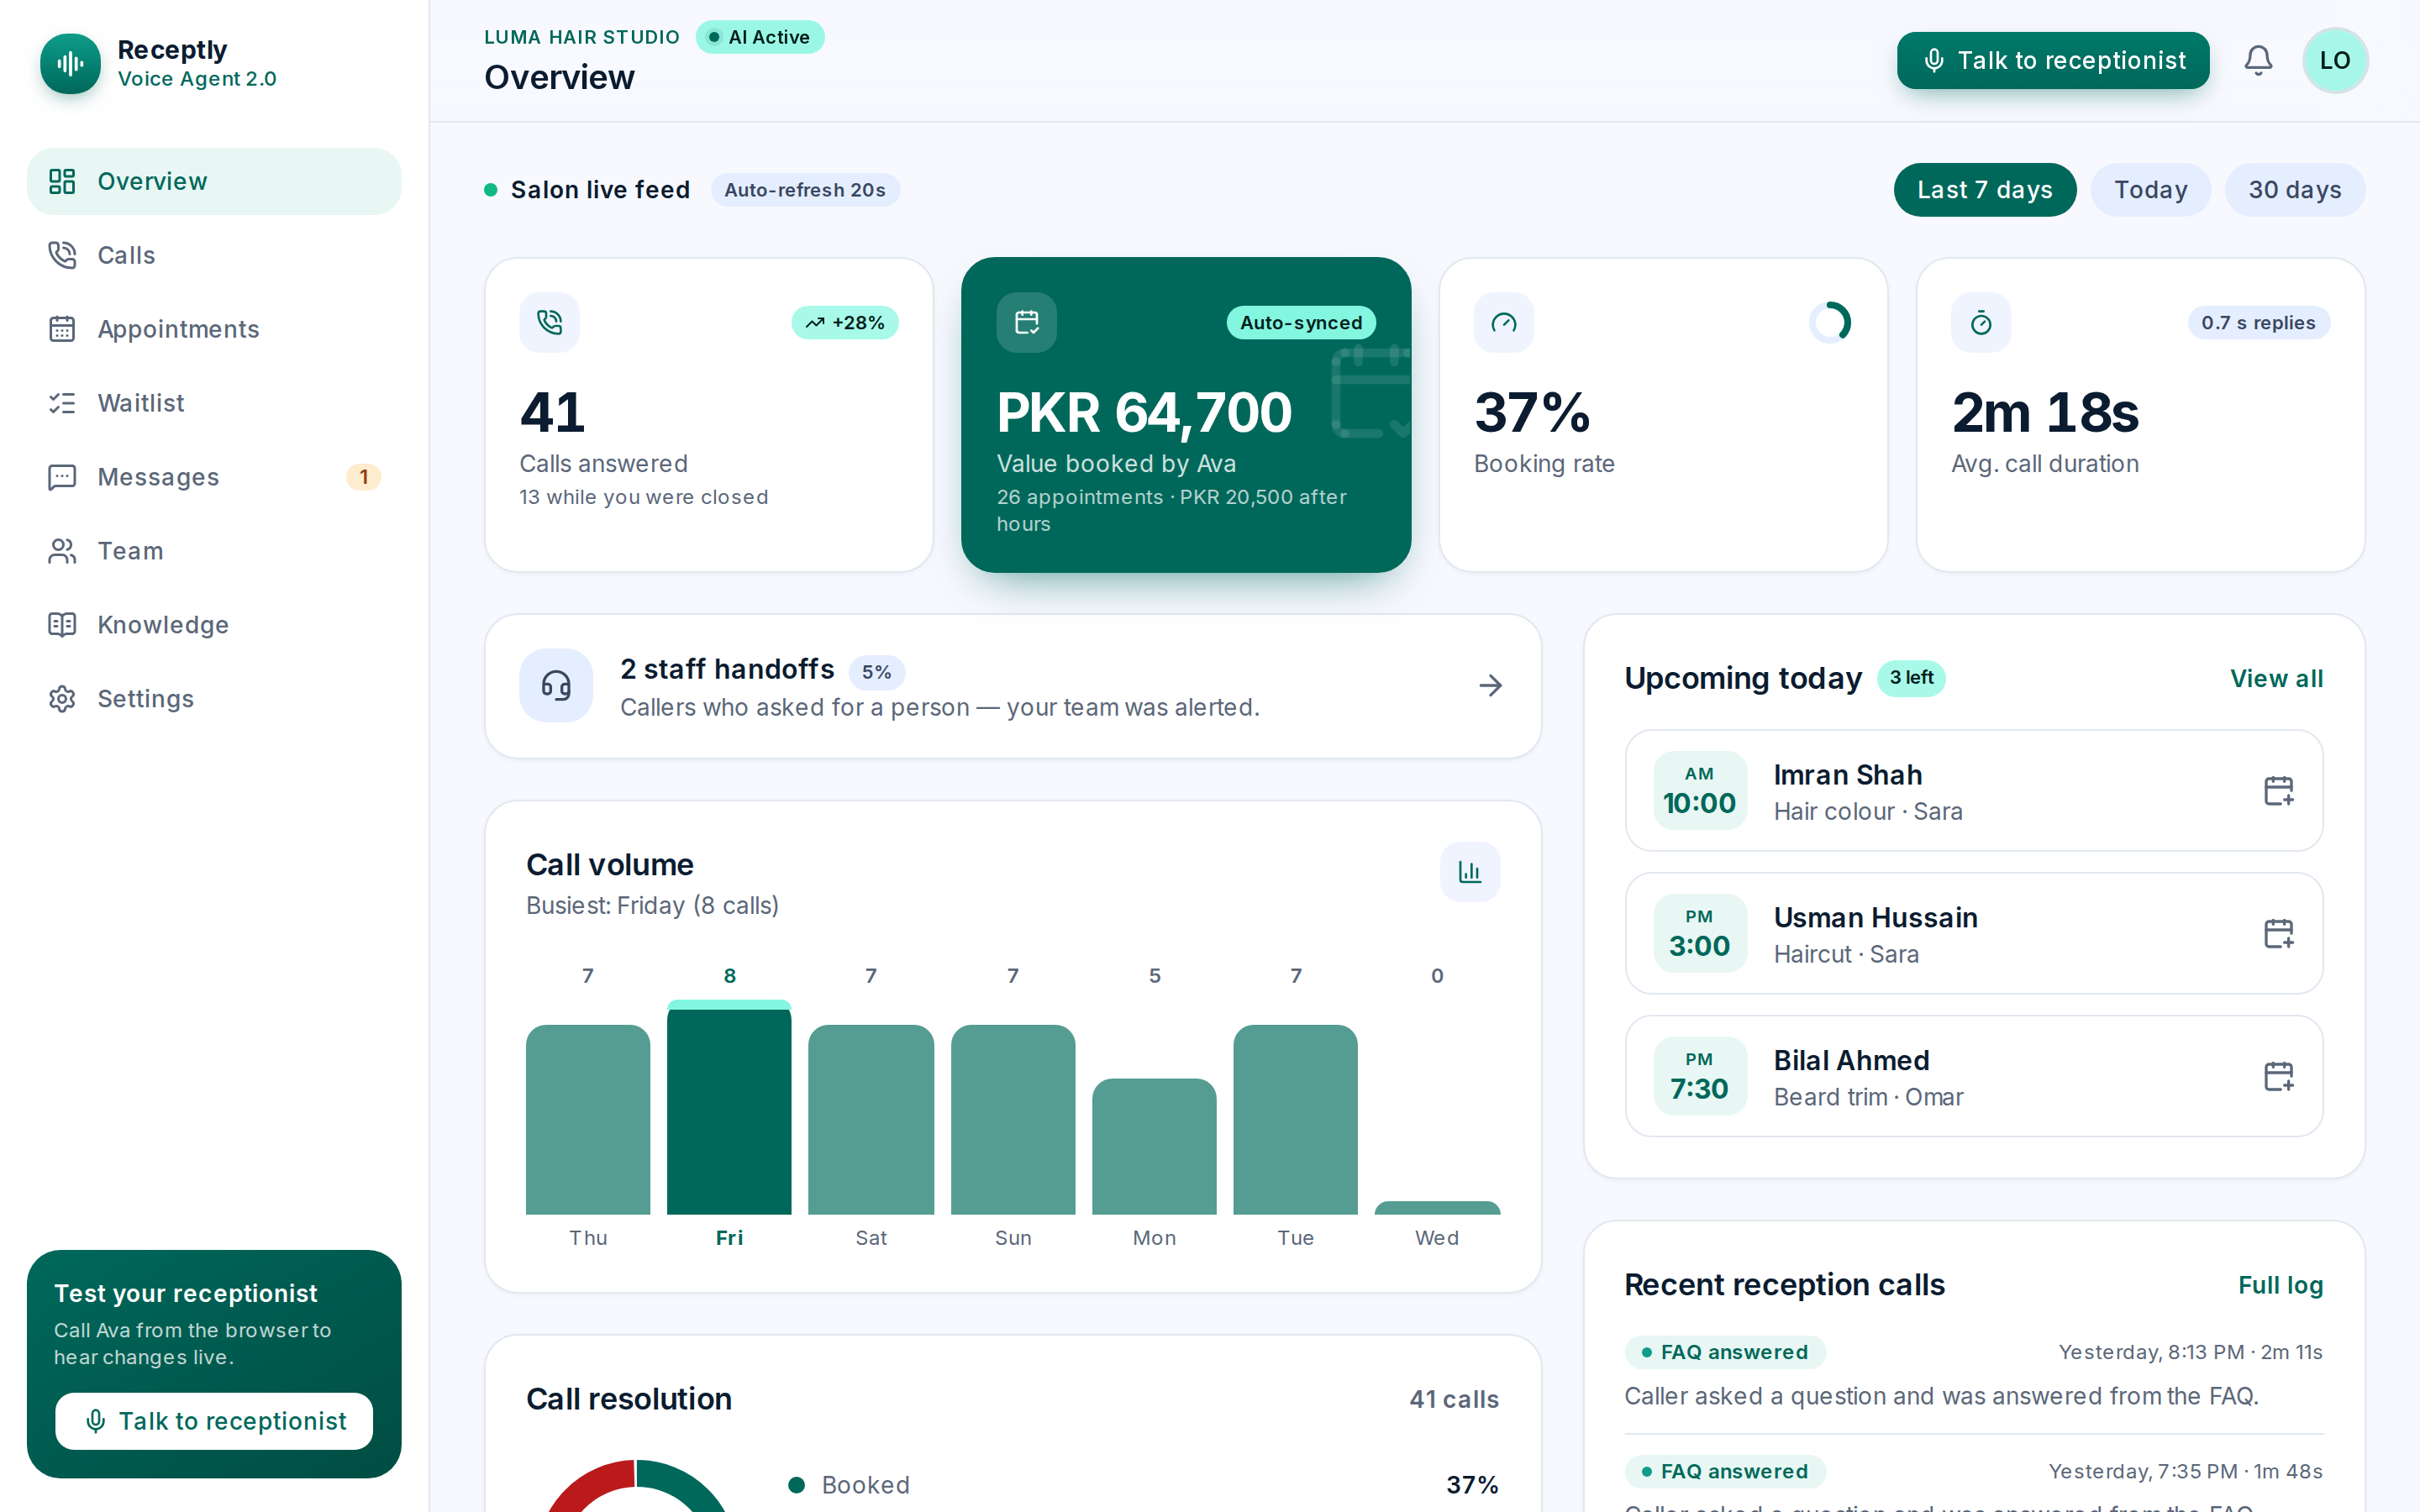 Receptly
Voice Agent 2.0
Overview
Calls
Appointments
Waitlist
Messages
1
Team
Knowledge
Settings
Test your receptionist
Call Ava from the browser to
hear changes live.
Talk to receptionist
LUMA HAIR STUDIO
AI Active
Overview
Talk to receptionist
LO
Salon live feed
Auto-refresh 20s
Last 7 days
Today
30 days
+28%
41
Calls answered
13 while you were closed
Auto-synced
PKR 64,700
Value booked by Ava
26 appointments · PKR 20,500 after
hours
37%
Booking rate
0.7 s replies
2m 18s
Avg. call duration
2 staff handoffs
5%
Callers who asked for a person — your team was alerted.
Call volume
Busiest: Friday (8 calls)
7
8
7
7
5
7
0
Thu
Fri
Sat
Sun
Mon
Tue
Wed
Call resolution
41 calls
Booked
37%
Upcoming today
3 left
View all
AM
10:00
Imran Shah
Hair colour · Sara
PM
3:00
Usman Hussain
Haircut · Sara
PM
7:30
Bilal Ahmed
Beard trim · Omar
Recent reception calls
Full log
FAQ answered
Yesterday, 8:13 PM · 2m 11s
Caller asked a question and was answered from the FAQ.
FAQ answered
Yesterday, 7:35 PM · 1m 48s
Caller asked a question and was answered from the FAQ.